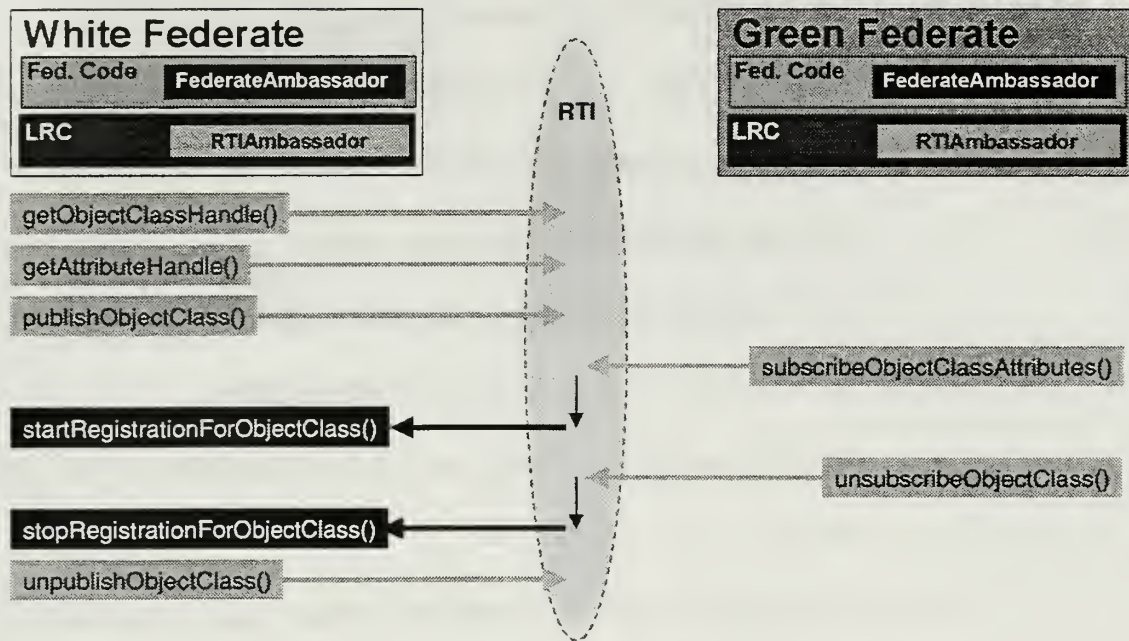 White Federate
Fed. Code
FederateAmbassador
LRC
RTIAmbassador
RTI
Green Federate
Fed. Code
FederateAmbassador
LRC
RTIAmbassador
getObjectClassHandle()
getAttributeHandle()
publishObjectClass()
subscribeObjectClassAttributes()
startRegistrationForObjectClass()
unsubscribeObjectClass()
stopRegistrationForObjectClass()
unpublishObjectClass()